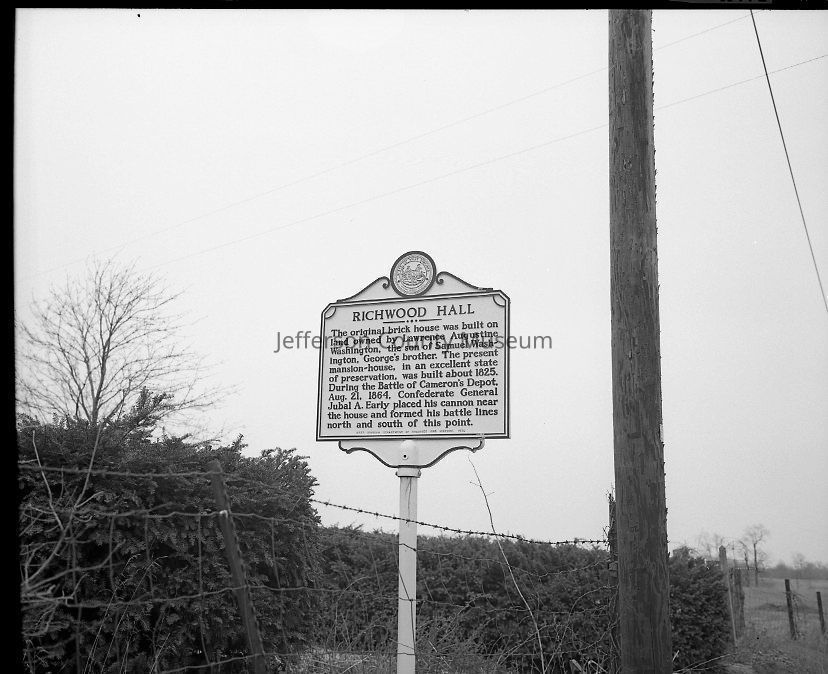 RICHWOOD HALL
The original brick house was built on
land owned by Lawrence Augustine
Washington, the son of Samuel Wash-
ington, George's brother. The present
mansion-house, in an excellent state
of preservation, was built about 1825.
During the Battle of Cameron's Depot,
Aug. 21, 1864, Confederate General
Jubal A. Early placed his cannon near
the house and formed his battle lines
north and south of this point.
Jefferson County Museum